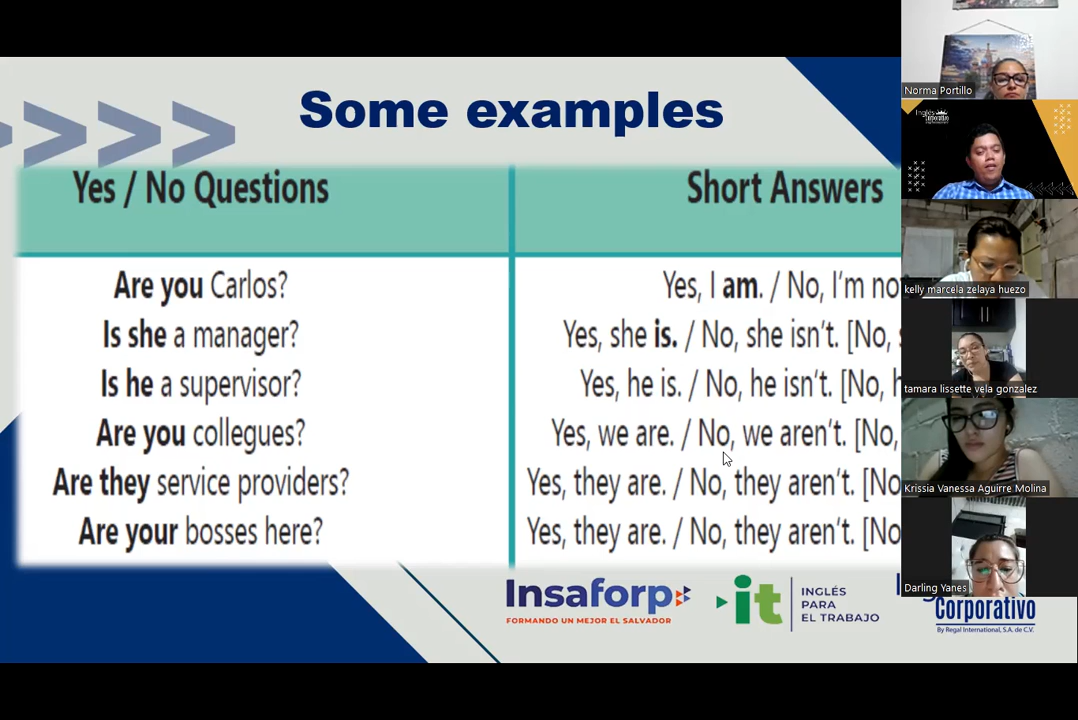 Some examples
Yes / No Questions
Short Answers
Are you Carlos?
Yes, I am. / No, I'm no
Is she a manager?
Yes, she is. / No, she isn't. [No, s
Is he a supervisor?
Yes, he is. / No, he isn't. [No, h
Are you collegues?
Yes, we are. / No, we aren't. [No,
Are they service providers?
Yes, they are. / No, they aren't. [No
Are your bosses here?
Yes, they are. / No, they aren't. [No
Insaforp
FORMANDO UN MEJOR EL SALVADOR
it
INGLÉS
PARA
EL TRABAJO
Corporativo
By Regal International, S.A. de C.V.
Norma Portillo
Inglés
Corporativo
kelly marcela zelaya huezo
tamara lissette vela gonzalez
Krissia Vanessa Aguirre Molina
Darling Yanes